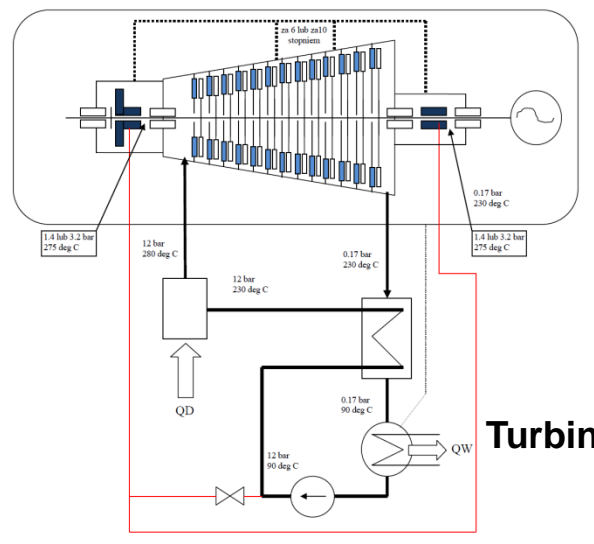 za 6 lub za10
stopniem
0.17 bar
230 deg C
1.4 lub 3.2 bar
275 deg C
12 bar
280 deg C
0.17 bar
230 deg C
1.4 lub 3.2 bar
275 deg C
12 bar
230 deg C
QD
0.17 bar
90 deg C
12 bar
90 deg C
QW
Turbin